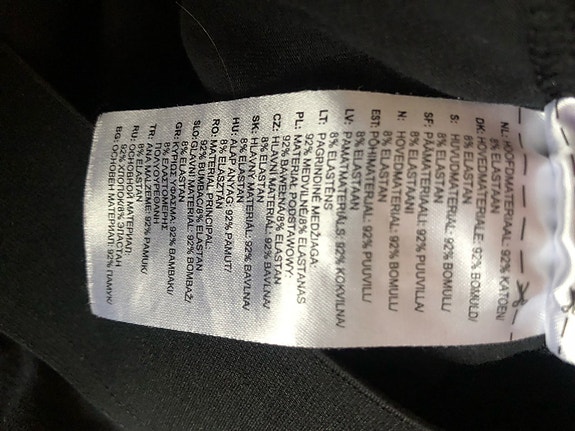 NL: HOOFDMATERIAAL: 92% KATOEN/
8% ELASTAAN
DK: HOVEDMATERIALE: 92% BOMULD/
8% ELASTAN
S: HUVUDMATERIAL: 92% BOMULL/
8% ELASTAN
SF: PÄÄMATERIAALI: 92% PUUVILLA/
8% ELASTAANI
N: HOVEDMATERIAL: 92% BOMULL/
8% ELASTAN
EST: PÕHIMATERJAL: 92% PUUVILL/
8% ELASTAAN
LV: PAMATMATERIĀLS: 92% KOKVILNA/
8% ELASTĒNS
LT: PAGRINDINĖ MEDŽIAGA:
92% MEDVILNĖ/8% ELASTANAS
PL: MATERIAŁ PODSTAWOWY:
92% BAWEŁNA/8% ELASTAN
CZ: HLAVNÍ MATERIÁL: 92% BAVLNA/
8% ELASTAN
SK: HLAVNÝ MATERIÁL: 92% BAVLNA/
8% ELASTAN
HU: ALAP ANYAG: 92% PAMUT/
8% ELASZTÁN
RO: MATERIAL PRINCIPAL:
92% BUMBAC/8% ELASTAN
SLO: GLAVNI MATERIAL: 92% BOMBAŽ/
8% ELASTAN
GR: ΚΥΡΙΩΣ ΥΦΑΣΜΑ: 92% ΒΑΜΒΑΚΙ/
8% ΕΛΑΣΤΟΜΕΡΗΣ
ΠΟΛΥΟΥΡΕΘΑΝΗ
TR: ANA MALZEME: 92% PAMUK/
8% ELASTAN
RU: ОСНОВНОЙ МАТЕРИАЛ:
92% ХЛОПОК/8% ЭЛАСТАН
BG: ОСНОВЕН МАТЕРИАЛ: 92% ПАМУК/